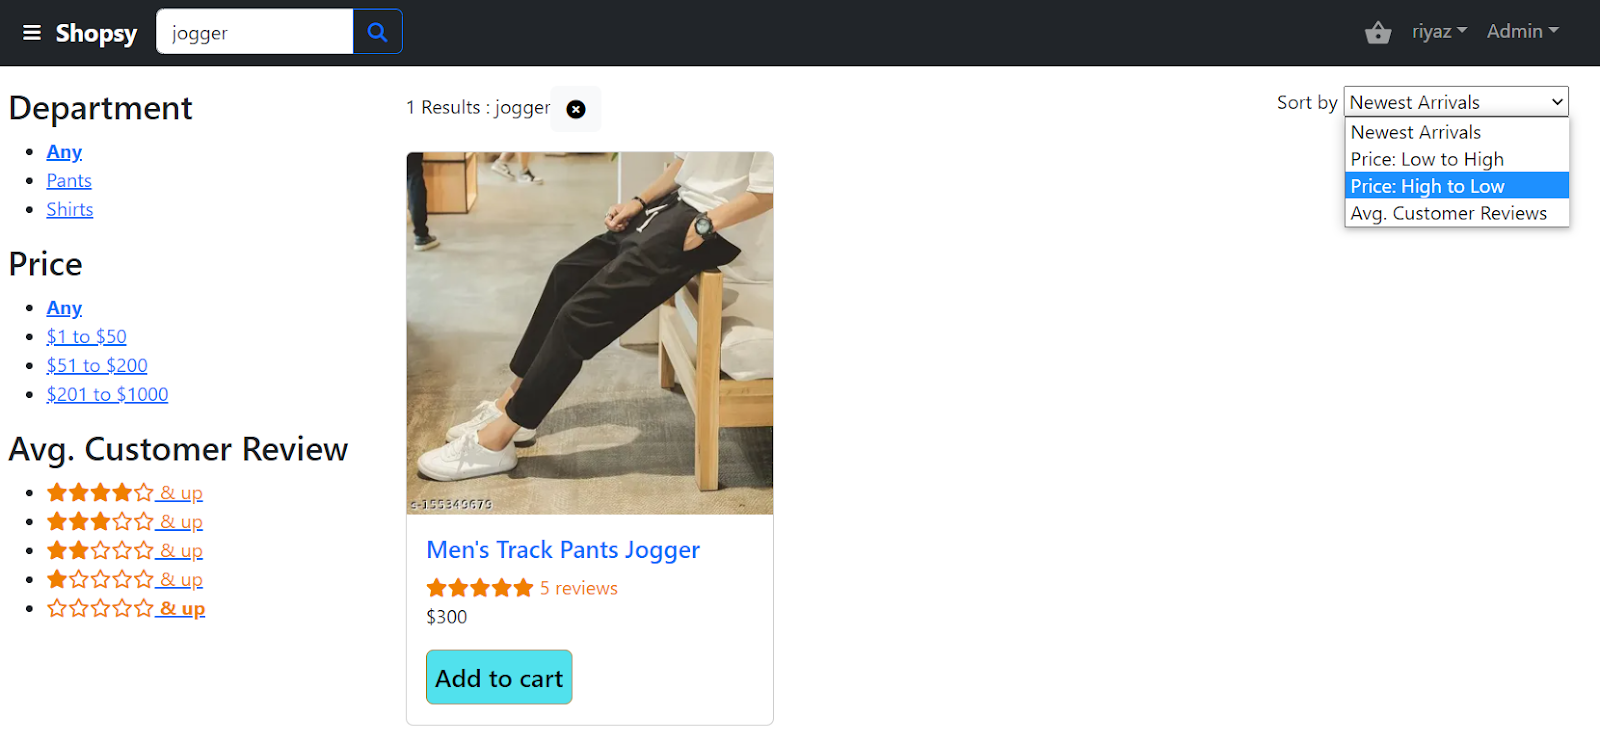 Shopsy
jogger
riyaz
Admin
Department
Any
Pants
Shirts
Price
Any
$1 to $50
$51 to $200
$201 to $1000
Avg. Customer Review
& up
& up
& up
& up
& up
1 Results : jogger
Sort by Newest Arrivals
Newest Arrivals
Price: Low to High
Price: High to Low
Avg. Customer Reviews
s-155349679
Men's Track Pants Jogger
5 reviews
$300
Add to cart